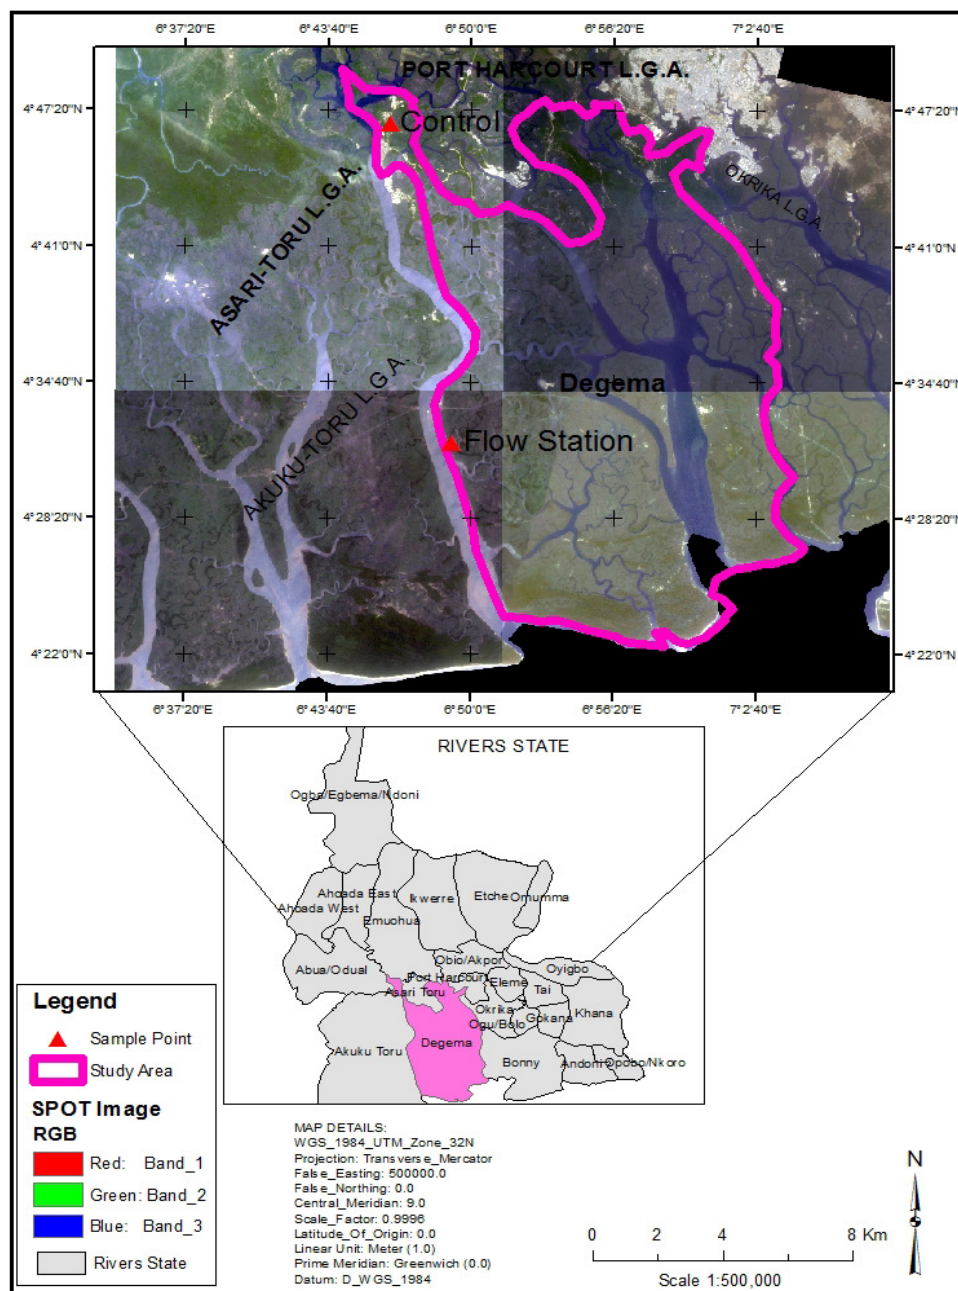 6°37'20"E 6°43'40"E 6°50'0"E 6°56'20"E 7°2'40"E
PORT HARCOURT L.G.A.
4°47'20"N 4°47'20"N
Control
OKRIKA L.G.A.
ASARI-TORU L.G.A.
4°41'0"N 4°41'0"N
4°34'40"N 4°34'40"N
Degema
AKUKU-TORU L.G.A.
Flow Station
4°28'20"N 4°28'20"N
4°22'0"N 4°22'0"N
6°37'20"E 6°43'40"E 6°50'0"E 6°56'20"E 7°2'40"E
RIVERS STATE
Ogba/Egbema/Ndoni
Ahoada East
Ikwerre
Etche
Omumma
Ahoada West
Emuohua
Obio/Akpor
Abua/Odual
Oyigbo
Port Harcourt
Eleme
Tai
Asari Toru
Okrika
Gokana
Khana
Ogu/Bolo
Degema
Akuku Toru
Bonny
Andoni
Opobo/Nkoro
Legend
Sample Point
Study Area
SPOT Image
RGB
Red: Band_1
Green: Band_2
Blue: Band_3
Rivers State
MAP DETAILS:
WGS_1984_UTM_Zone_32N
Projection: Transverse_Mercator
False_Easting: 500000.0
False_Northing: 0.0
Central_Meridian: 9.0
Scale_Factor: 0.9996
Latitude_Of_Origin: 0.0
Linear Unit: Meter (1.0)
Prime Meridian: Greenwich (0.0)
Datum: D_WGS_1984
N
0 2 4 8 Km
Scale 1:500,000